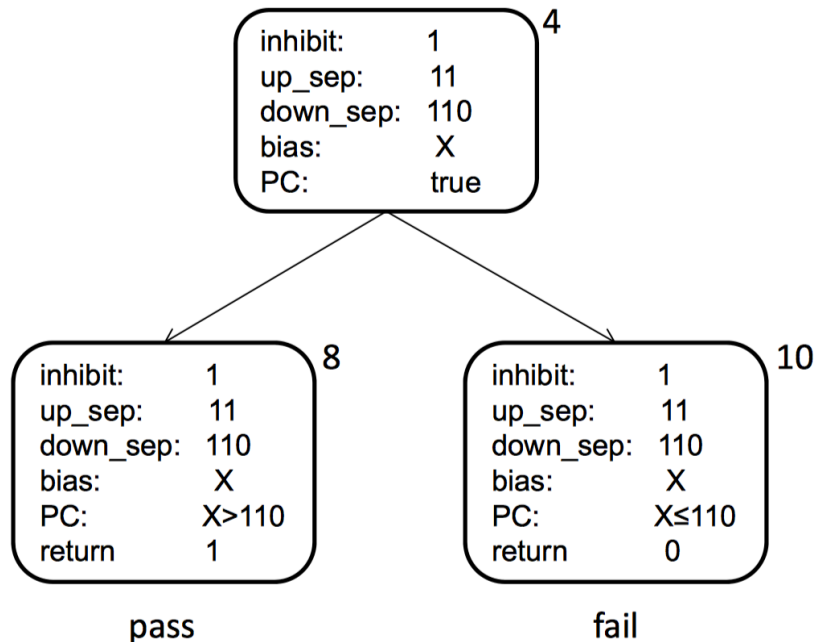 4
inhibit: 1
up_sep: 11
down_sep: 110
bias: X
PC: true
8
inhibit: 1
up_sep: 11
down_sep: 110
bias: X
PC: X>110
return 1
pass
10
inhibit: 1
up_sep: 11
down_sep: 110
bias: X
PC: X≤110
return 0
fail